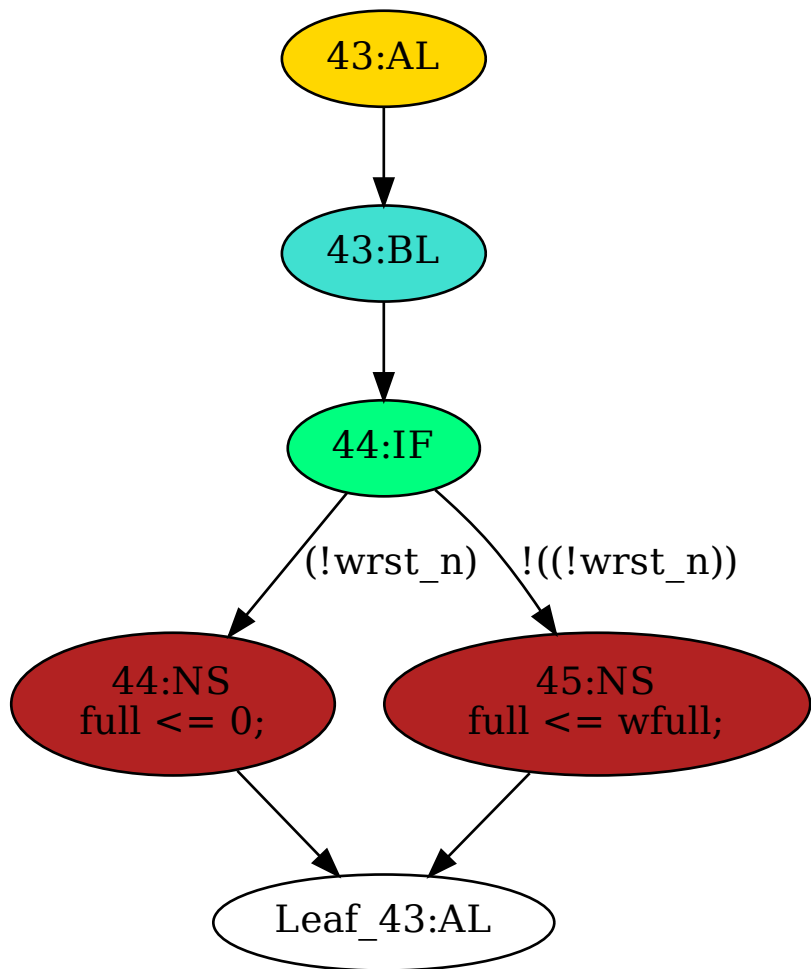 43:AL
43:BL
44:IF
(!wrst_n)
!((!wrst_n))
44:NS
full <= 0;
45:NS
full <= wfull;
Leaf_43:AL